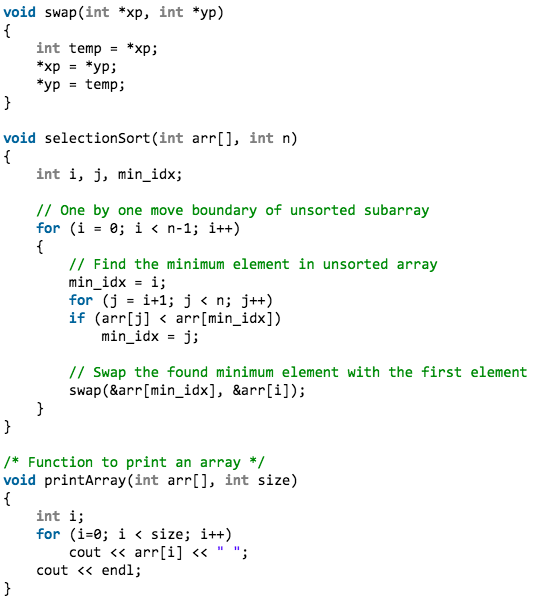 void swap(int *xp, int *yp)
{
    int temp = *xp;
    *xp = *yp;
    *yp = temp;
}

void selectionSort(int arr[], int n)
{
    int i, j, min_idx;

    // One by one move boundary of unsorted subarray
    for (i = 0; i < n-1; i++)
    {
        // Find the minimum element in unsorted array
        min_idx = i;
        for (j = i+1; j < n; j++)
        if (arr[j] < arr[min_idx])
            min_idx = j;

        // Swap the found minimum element with the first element
        swap(&arr[min_idx], &arr[i]);
    }
}

/* Function to print an array */
void printArray(int arr[], int size)
{
    int i;
    for (i=0; i < size; i++)
        cout << arr[i] << " ";
    cout << endl;
}